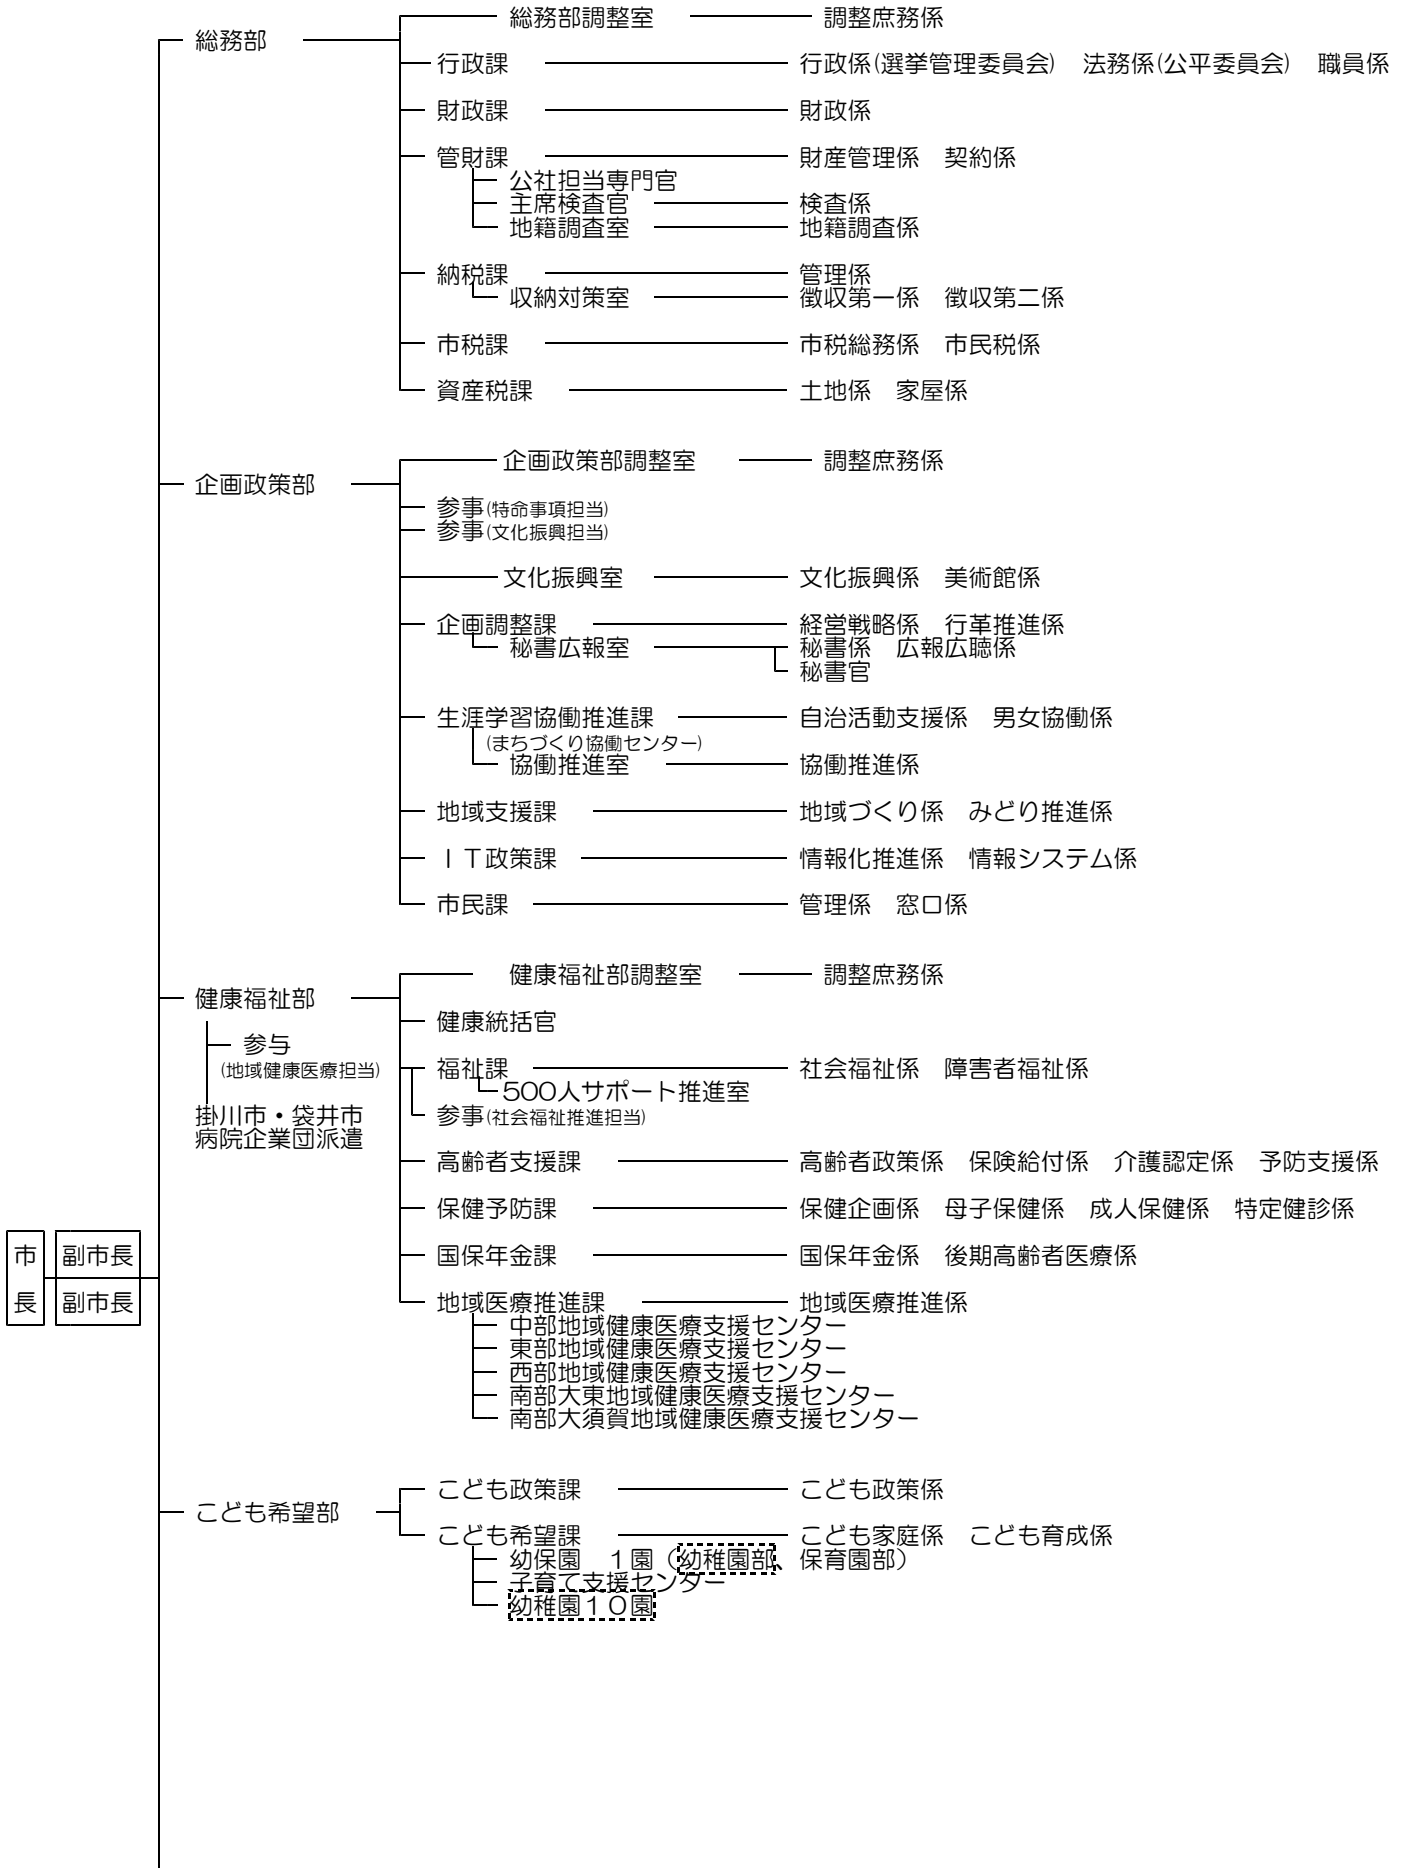 総務部調整室　調整庶務係
総務部
行政課　行政係(選挙管理委員会)　法務係(公平委員会)　職員係
財政課　財政係
管財課　財産管理係　契約係
公社担当専門官
主席検査官　検査係
地籍調査室　地籍調査係
納税課　管理係
収納対策室　徴収第一係　徴収第二係
市税課　市税総務係　市民税係
資産税課　土地係　家屋係
企画政策部調整室　調整庶務係
企画政策部
参事(特命事項担当)
参事(文化振興担当)
文化振興室　文化振興係　美術館係
企画調整課　経営戦略係　行革推進係
秘書広報室　秘書係　広報広聴係
秘書官
生涯学習協働推進課　自治活動支援係　男女協働係
(まちづくり協働センター)
協働推進室　協働推進係
地域支援課　地域づくり係　みどり推進係
ＩＴ政策課　情報化推進係　情報システム係
市民課　管理係　窓口係
健康福祉部調整室　調整庶務係
健康福祉部
健康統括官
参与
(地域健康医療担当)
福祉課　社会福祉係　障害者福祉係
500人サポート推進室
参事(社会福祉推進担当)
掛川市・袋井市
病院企業団派遣
高齢者支援課　高齢者政策係　保険給付係　介護認定係　予防支援係
保健予防課　保健企画係　母子保健係　成人保健係　特定健診係
市長　副市長
副市長
国保年金課　国保年金係　後期高齢者医療係
地域医療推進課　地域医療推進係
中部地域健康医療支援センター
東部地域健康医療支援センター
西部地域健康医療支援センター
南部大東地域健康医療支援センター
南部大須賀地域健康医療支援センター
こども政策課　こども政策係
こども希望部
こども希望課　こども家庭係　こども育成係
幼保園　１園（幼稚園部、保育園部）
子育て支援センター
幼稚園１０園